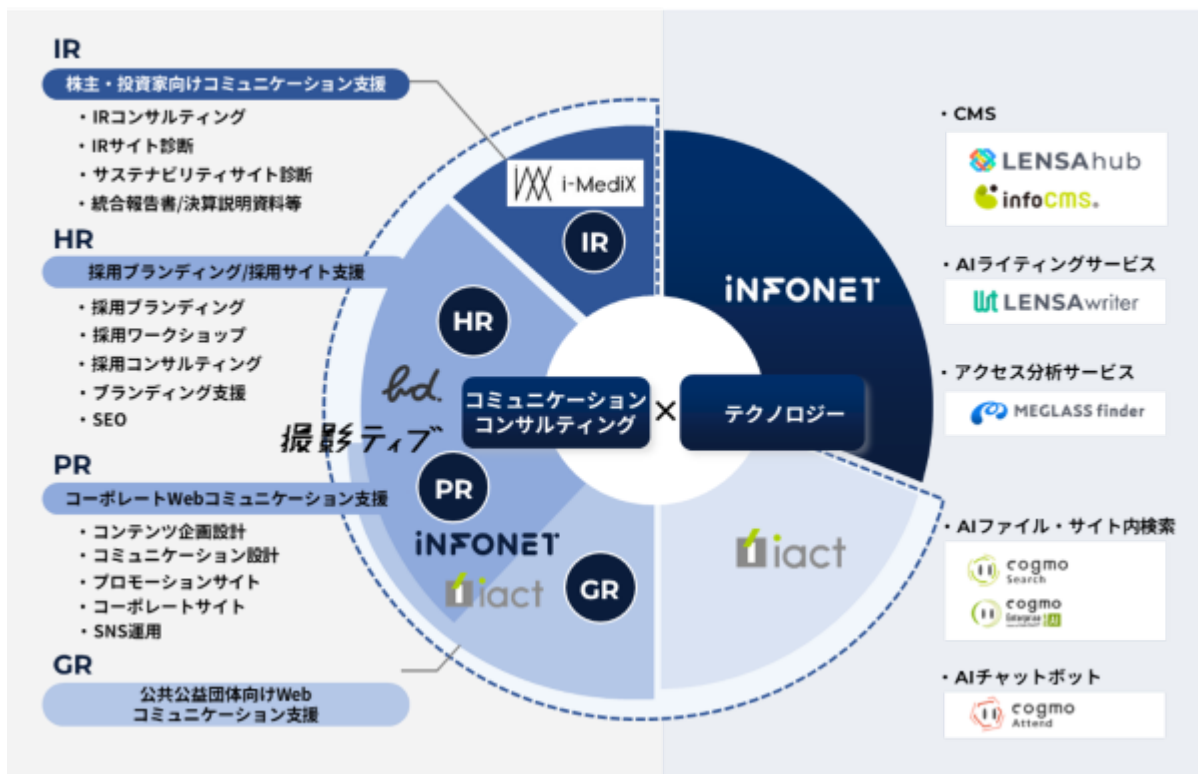 IR
株主・投資家向けコミュニケーション支援
・IRコンサルティング
・IRサイト診断
・サステナビリティサイト診断
・統合報告書/決算説明資料等
HR
採用ブランディング/採用サイト支援
・採用ブランディング
・採用ワークショップ
・採用コンサルティング
・ブランディング支援
・SEO
PR
コーポレートWebコミュニケーション支援
・コンテンツ企画設計
・コミュニケーション設計
・プロモーションサイト
・コーポレートサイト
・SNS運用
GR
公共公益団体向けWeb
コミュニケーション支援
i-MediX
IR
HR
bd.
撮影ティブ
PR
iNFONET
iact
GR
コミュニケーション
コンサルティング
×
テクノロジー
iNFONET
iact
・CMS
LENSAhub
infoCMS®
・AIライティングサービス
LENSAwriter
・アクセス分析サービス
MEGLASS finder
・AIファイル・サイト内検索
cogmo
Search
cogmo
Enterprise
AI
・AIチャットボット
cogmo
Attend